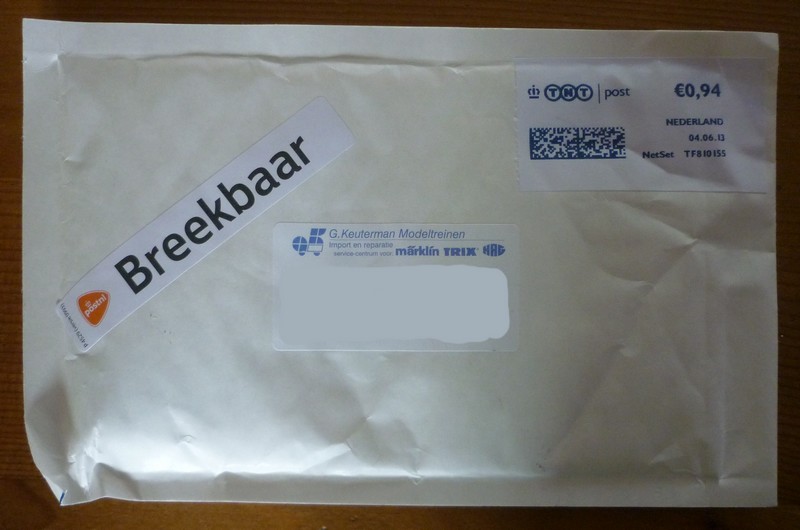 TNT post €0,94
NEDERLAND
04.06.13
NetSet TF810155
Breekbaar
postnl
G.Keuterman Modeltreinen
Import en reparatie
service-centrum voor: märklin TRIX HAG